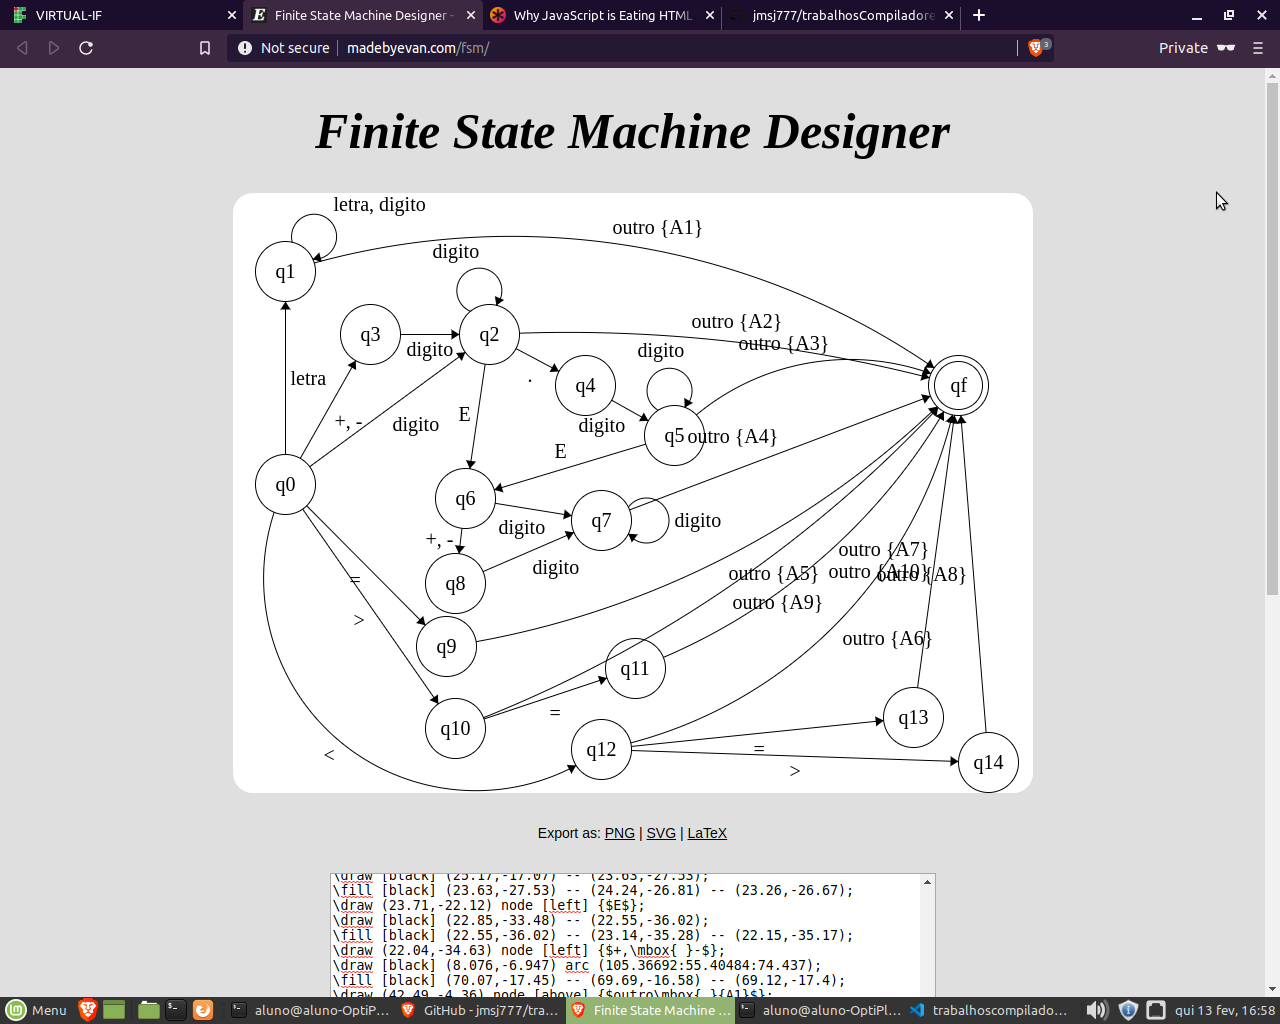 VIRTUAL-IF
Finite State Machine Designer -
Why JavaScript is Eating HTML
jmsj777/trabalhosCompiladore
Not secure
madebyevan.com/fsm/
3
Private
Finite State Machine Designer
letra, digito
outro {A1}
digito
q1
outro {A2}
q3
q2
outro {A3}
digito
digito
letra
.
q4
qf
+, -
digito
E
digito
q5
outro {A4}
E
q0
q6
digito
q7
digito
+, -
outro {A7}
digito
outro {A5}
outro {A10}
outro {A8}
=
q8
outro {A9}
>
outro {A6}
q9
q11
=
q13
q10
q12
=
<
q14
>
Export as: PNG | SVG | LaTeX
\draw [black] (25.17,-17.07) -- (23.63,-27.53);
\fill [black] (23.63,-27.53) -- (24.24,-26.81) -- (23.26,-26.67);
\draw (23.71,-22.12) node [left] {$E$};
\draw [black] (22.85,-33.48) -- (22.55,-36.02);
\fill [black] (22.55,-36.02) -- (23.14,-35.28) -- (22.15,-35.17);
\draw (22.04,-34.63) node [left] {$+,\mbox{ }-$};
\draw [black] (8.076,-6.947) arc (105.36692:55.40484:74.437);
\fill [black] (70.07,-17.45) -- (69.69,-16.58) -- (69.12,-17.4);
\draw (42.49,-4.36) node [above] {$outro\mbox{ }{A1}$};
Menu
aluno@aluno-OptiP...
GitHub - jmsj777/tra...
Finite State Machine ...
aluno@aluno-OptiPl...
trabalhoscompilado...
qui 13 fev, 16:58